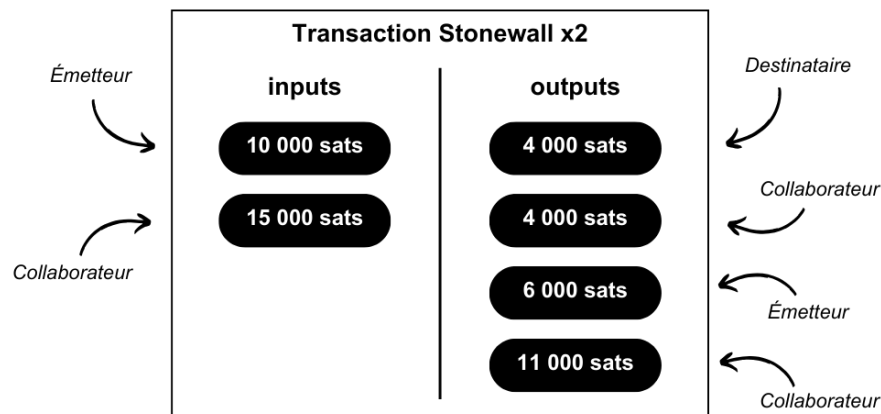 Transaction Stonewall x2
Émetteur
Destinataire
inputs
outputs
10 000 sats
4 000 sats
15 000 sats
4 000 sats
Collaborateur
Collaborateur
6 000 sats
Émetteur
11 000 sats
Collaborateur